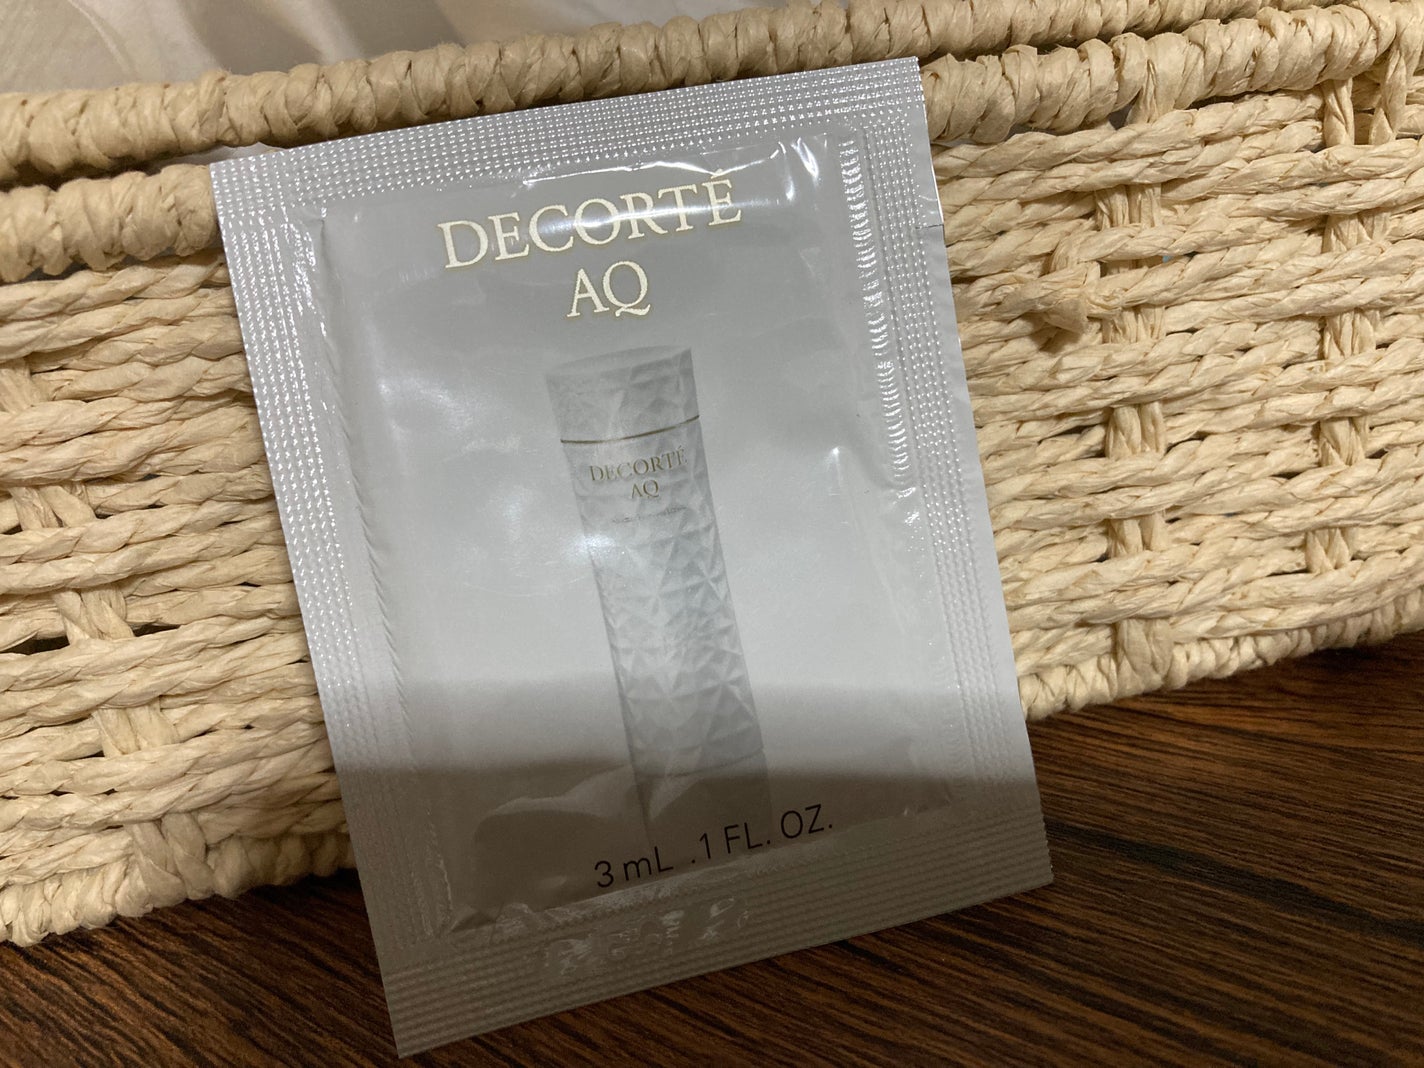 DECORTÉ
AQ
DECORTÉ
AQ
3 mL .1 FL. OZ.